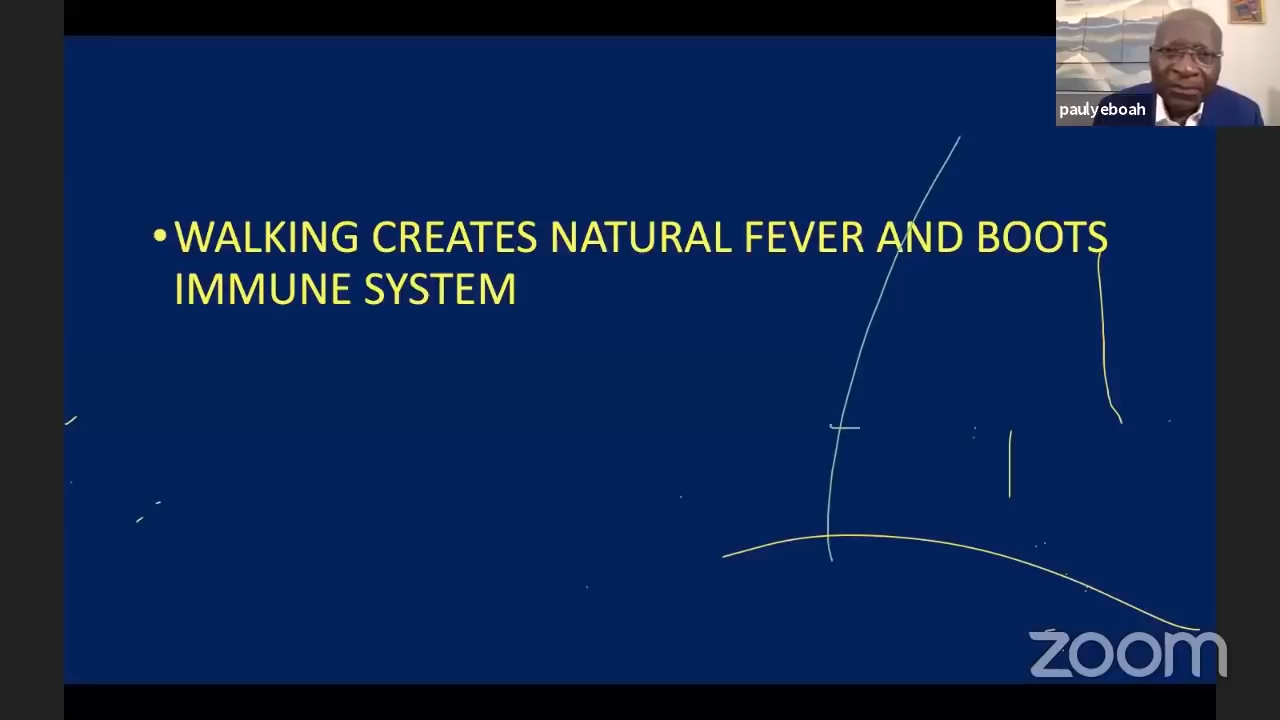 paulyeboah
• WALKING CREATES NATURAL FEVER AND BOOTS
IMMUNE SYSTEM
zoom